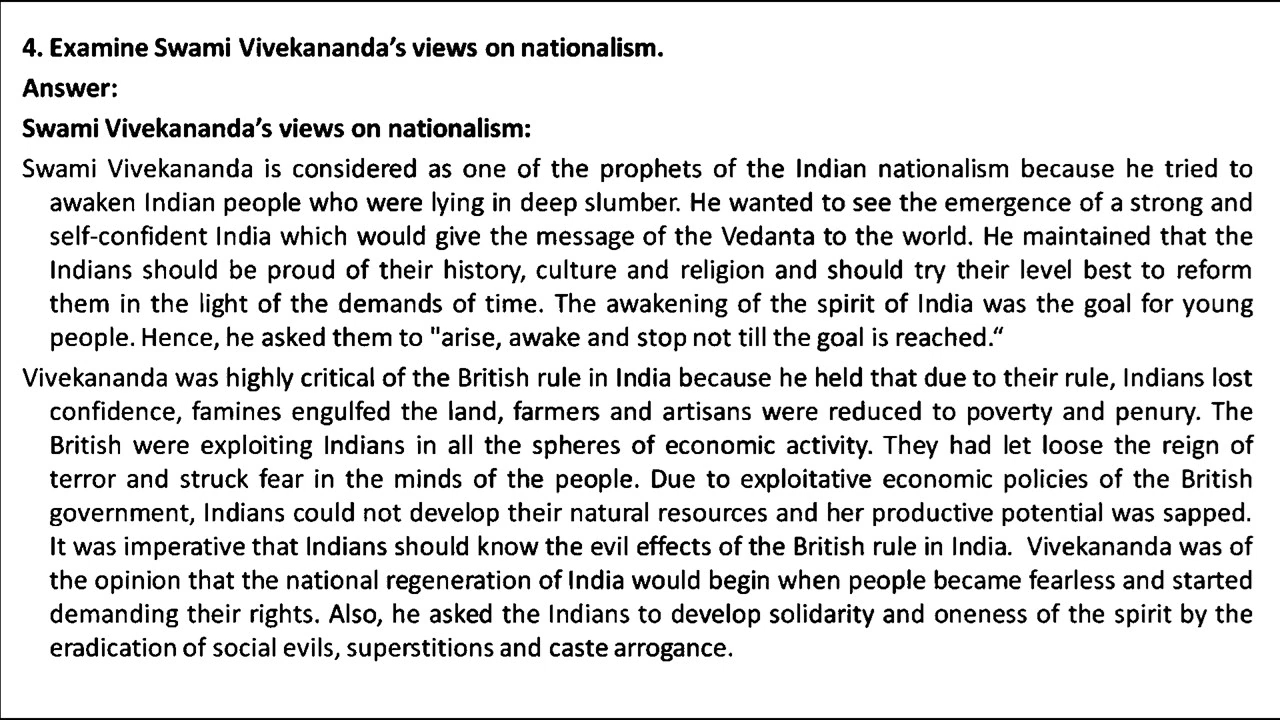 4. Examine Swami Vivekananda’s views on nationalism.
Answer:
Swami Vivekananda’s views on nationalism:
Swami Vivekananda is considered as one of the prophets of the Indian nationalism because he tried to
awaken Indian people who were lying in deep slumber. He wanted to see the emergence of a strong and
self-confident India which would give the message of the Vedanta to the world. He maintained that the
Indians should be proud of their history, culture and religion and should try their level best to reform
them in the light of the demands of time. The awakening of the spirit of India was the goal for young
people. Hence, he asked them to "arise, awake and stop not till the goal is reached.“
Vivekananda was highly critical of the British rule in India because he held that due to their rule, Indians lost
confidence, famines engulfed the land, farmers and artisans were reduced to poverty and penury. The
British were exploiting Indians in all the spheres of economic activity. They had let loose the reign of
terror and struck fear in the minds of the people. Due to exploitative economic policies of the British
government, Indians could not develop their natural resources and her productive potential was sapped.
It was imperative that Indians should know the evil effects of the British rule in India.  Vivekananda was of
the opinion that the national regeneration of India would begin when people became fearless and started
demanding their rights. Also, he asked the Indians to develop solidarity and oneness of the spirit by the
eradication of social evils, superstitions and caste arrogance.